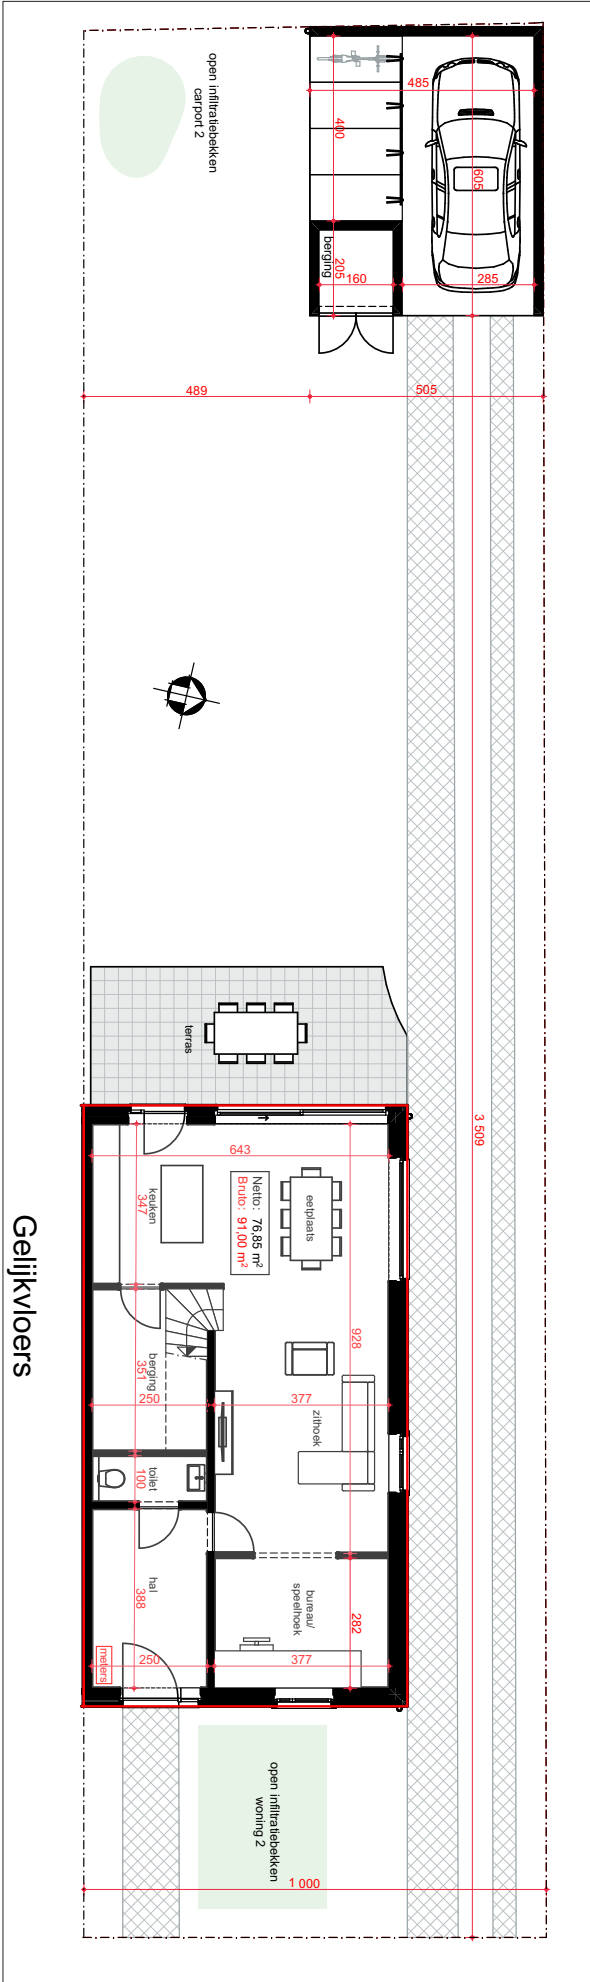 open infiltratiebekken
carport 2
485
400
605
berging
205
160
285
489
505
3 509
terras
643
keuken
347
Netto: 76,85 m²
Bruto: 91,00 m²
eetplaats
928
berging
351
250
377
zithoek
toilet
100
hal
388
bureau/
speelhoek
282
meters
250
377
open infiltratiebekken
woning 2
1 000
Gelijkvloers